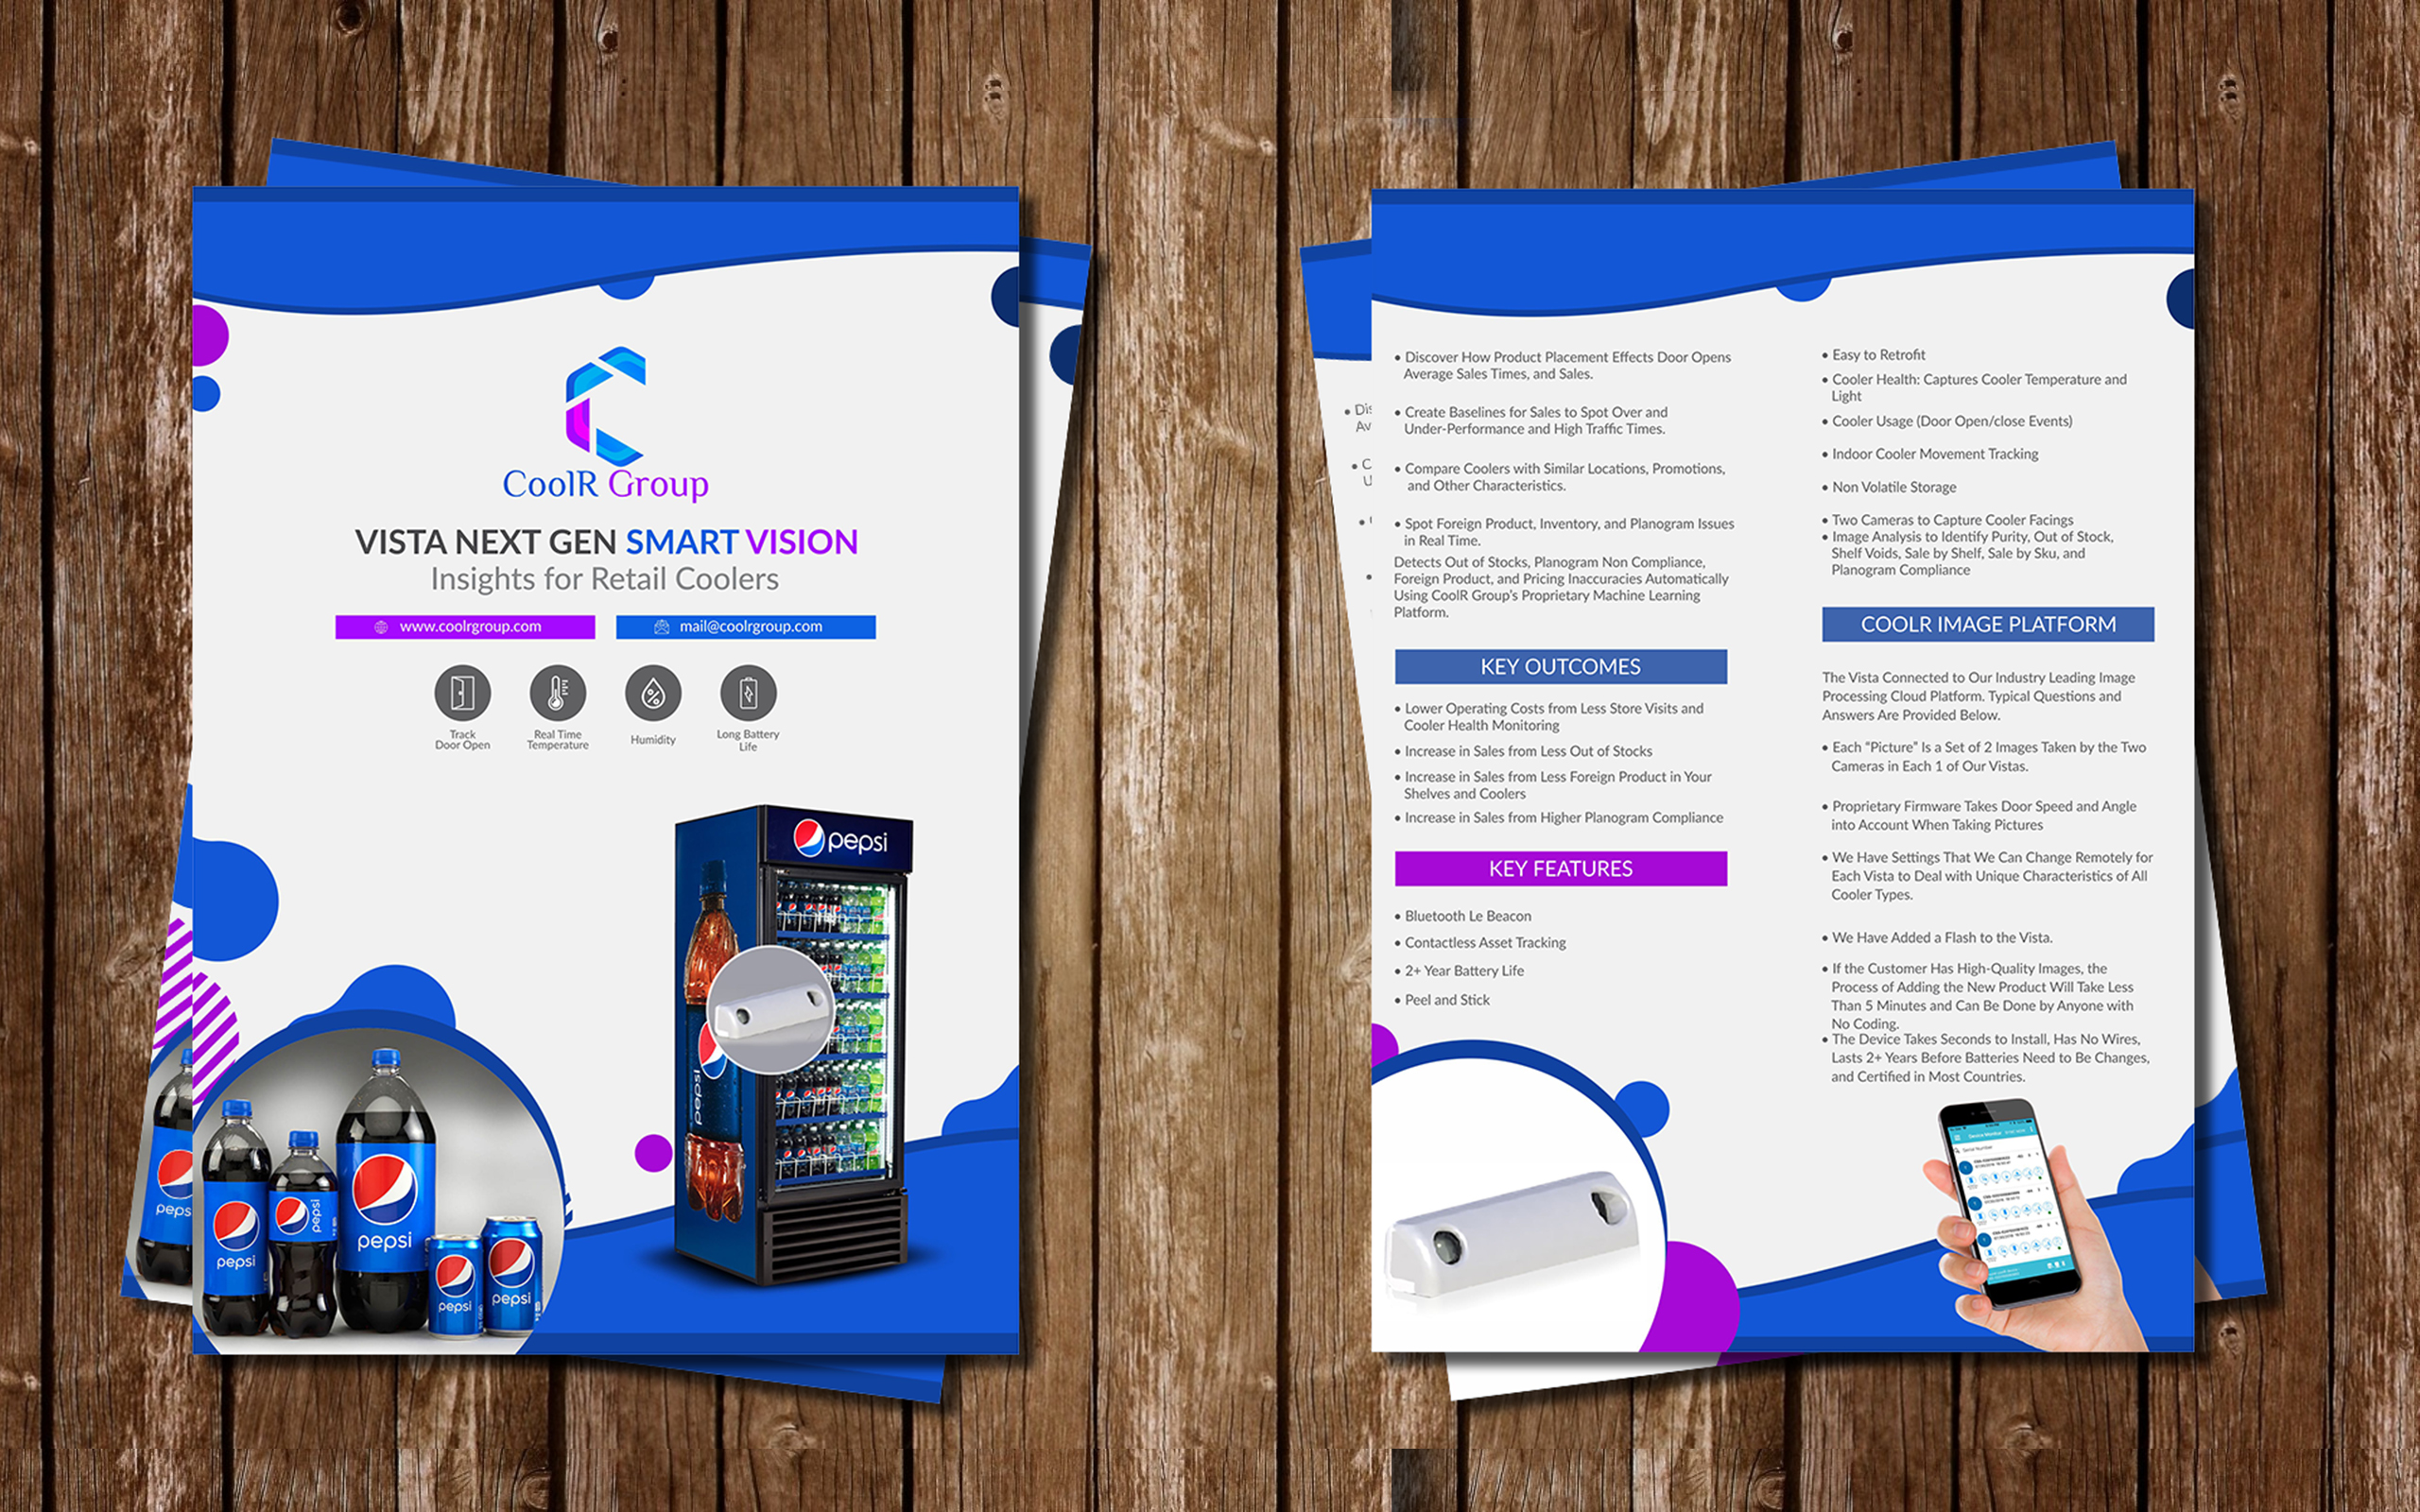 CoolR Group
VISTA NEXT GEN SMART VISION
Insights for Retail Coolers
www.coolrgroup.com
mail@coolrgroup.com
Track
Door Open
Real Time
Temperature
Humidity
Long Battery
Life
pepsi
pepsi
pepsi
pepsi
pepsi
pepsi
pepsi
pepsi
• Discover How Product Placement Effects Door Opens
Average Sales Times, and Sales.
• Create Baselines for Sales to Spot Over and
Under-Performance and High Traffic Times.
• Compare Coolers with Similar Locations, Promotions,
and Other Characteristics.
• Spot Foreign Product, Inventory, and Planogram Issues
in Real Time.
Detects Out of Stocks, Planogram Non Compliance,
Foreign Product, and Pricing Inaccuracies Automatically
Using CoolR Group's Proprietary Machine Learning
Platform.
KEY OUTCOMES
• Lower Operating Costs from Less Store Visits and
Cooler Health Monitoring
• Increase in Sales from Less Out of Stocks
• Increase in Sales from Less Foreign Product in Your
Shelves and Coolers
• Increase in Sales from Higher Planogram Compliance
KEY FEATURES
• Bluetooth Le Beacon
• Contactless Asset Tracking
• 2+ Year Battery Life
• Peel and Stick
• Easy to Retrofit
• Cooler Health: Captures Cooler Temperature and
Light
• Cooler Usage (Door Open/close Events)
• Indoor Cooler Movement Tracking
• Non Volatile Storage
• Two Cameras to Capture Cooler Facings
• Image Analysis to Identify Purity, Out of Stock,
Shelf Voids, Sale by Shelf, Sale by Sku, and
Planogram Compliance
COOLR IMAGE PLATFORM
The Vista Connected to Our Industry Leading Image
Processing Cloud Platform. Typical Questions and
Answers Are Provided Below.
• Each "Picture" Is a Set of 2 Images Taken by the Two
Cameras in Each 1 of Our Vistas.
• Proprietary Firmware Takes Door Speed and Angle
into Account When Taking Pictures
• We Have Settings That We Can Change Remotely for
Each Vista to Deal with Unique Characteristics of All
Cooler Types.
• We Have Added a Flash to the Vista.
• If the Customer Has High-Quality Images, the
Process of Adding the New Product Will Take Less
Than 5 Minutes and Can Be Done by Anyone with
No Coding.
• The Device Takes Seconds to Install, Has No Wires,
Lasts 2+ Years Before Batteries Need to Be Changes,
and Certified in Most Countries.
Device Monitor